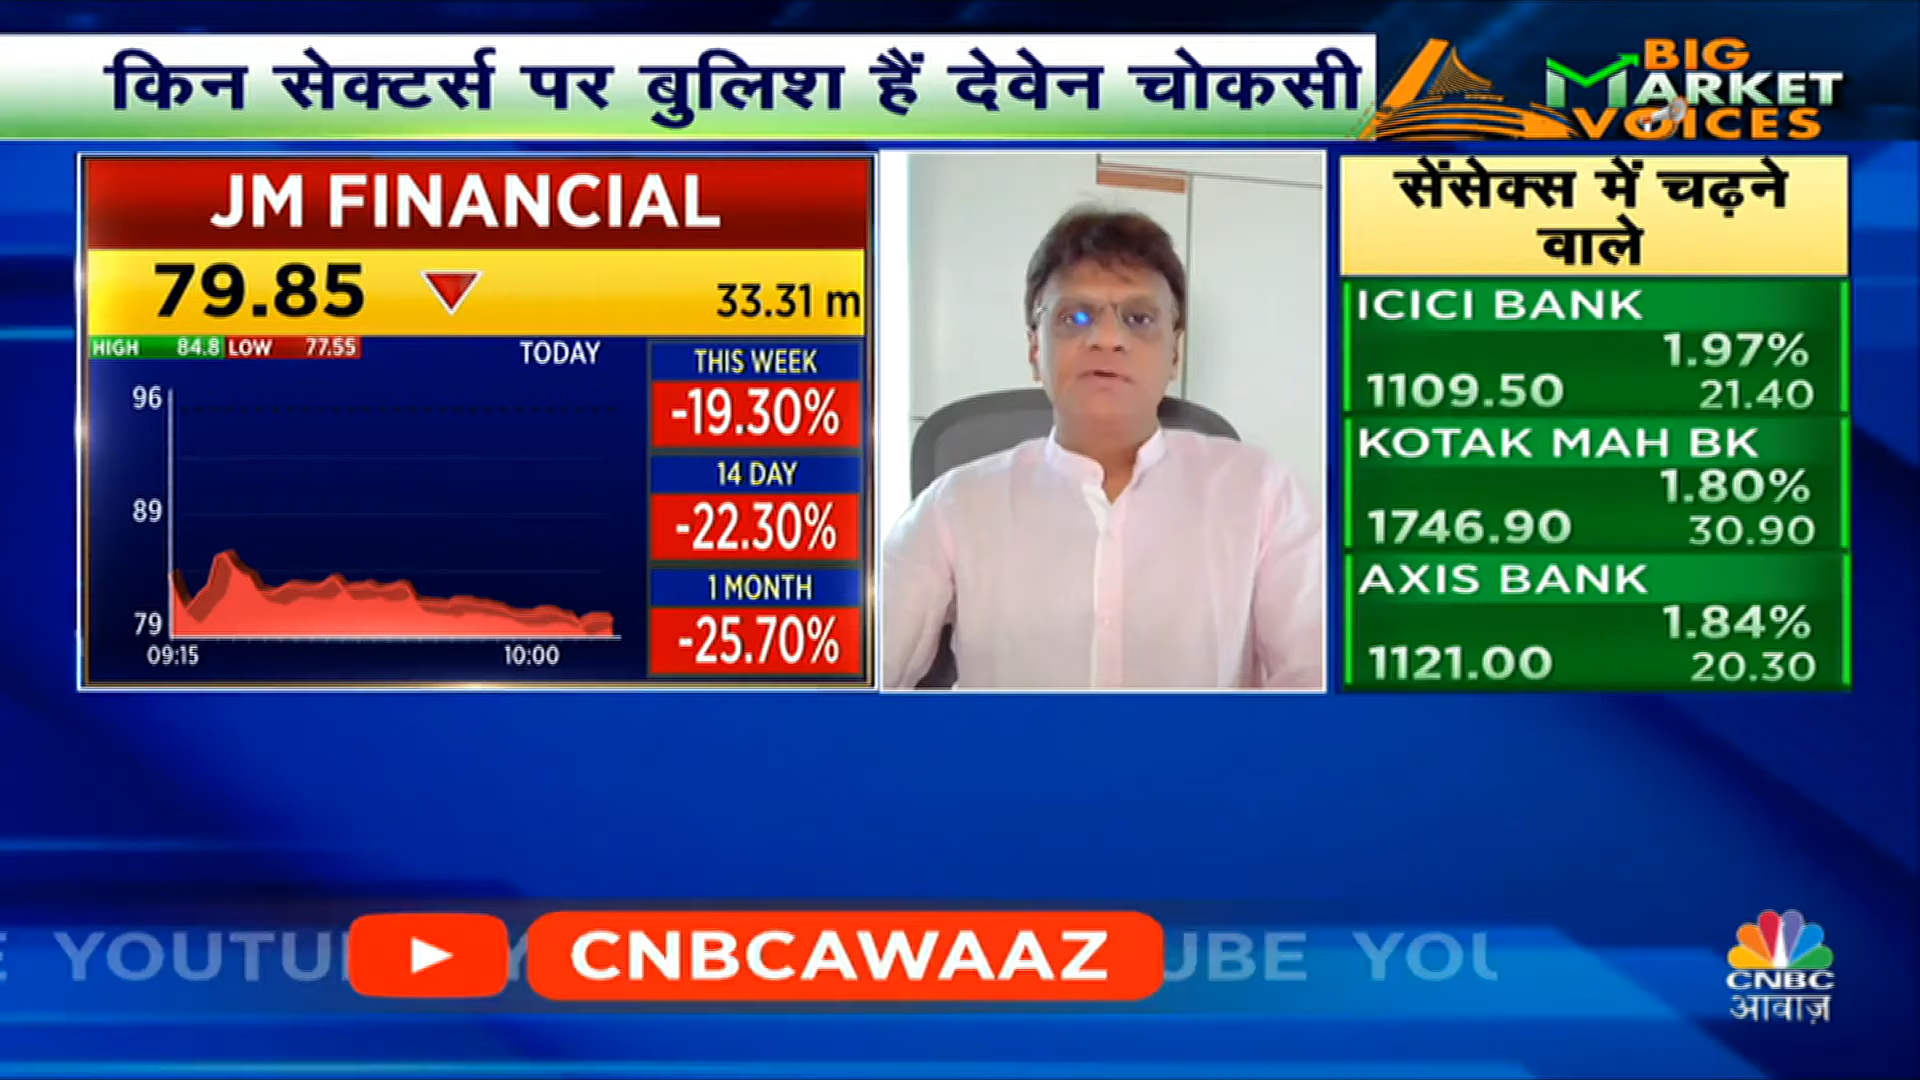 किन सेक्टर्स पर बुलिश हैं देवेन चोकसी
BIG
MARKET
VOICES
JM FINANCIAL
79.85
33.31 m
HIGH 84.8 LOW 77.55
TODAY
96
89
79
09:15
10:00
THIS WEEK
-19.30%
14 DAY
-22.30%
1 MONTH
-25.70%
सेंसेक्स में चढ़ने
वाले
ICICI BANK
1.97%
1109.50
21.40
KOTAK MAH BK
1.80%
1746.90
30.90
AXIS BANK
1.84%
1121.00
20.30
YOUTU
CNBCAWAAZ
UBE YOU
CNBC
आवाज़